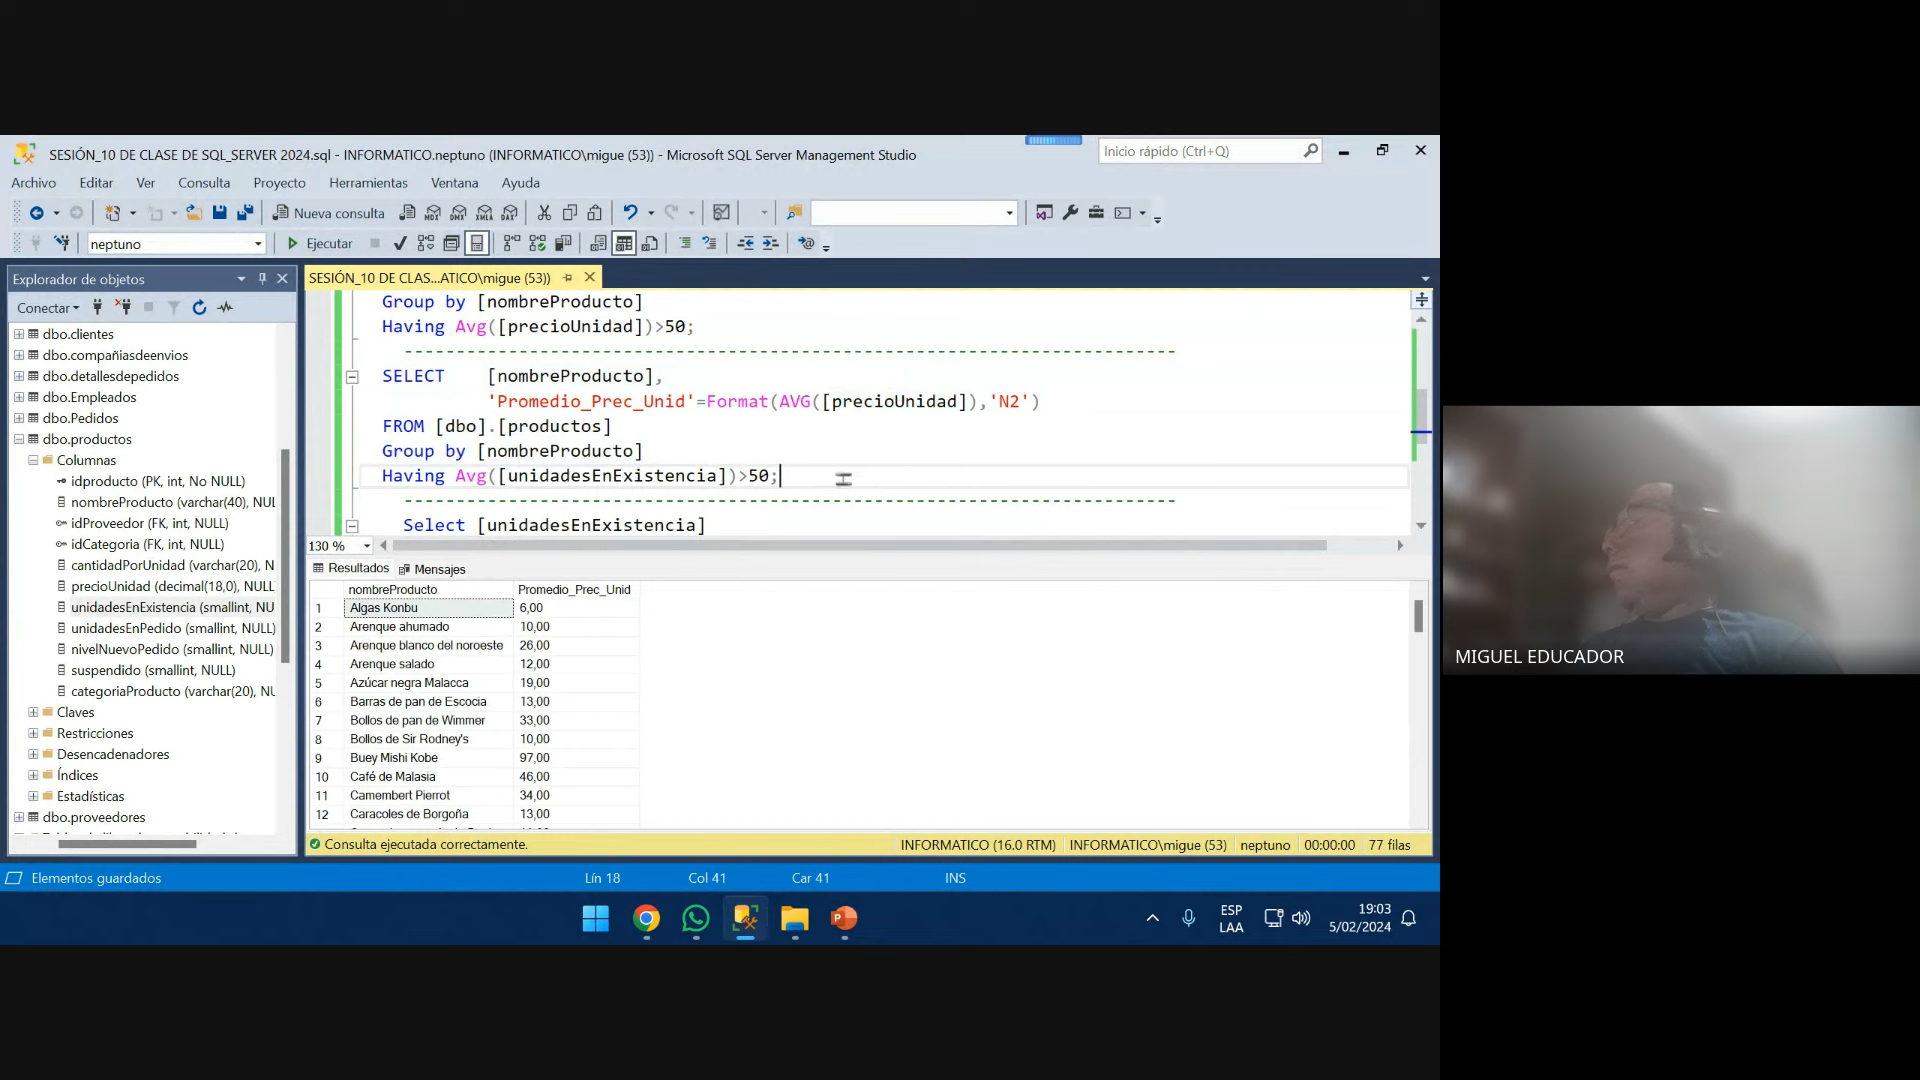 SESIÓN_10 DE CLASE DE SQL_SERVER 2024.sql - INFORMATICO.neptuno (INFORMATICO\migue (53)) - Microsoft SQL Server Management Studio
Inicio rápido (Ctrl+Q)
Archivo Editar Ver Consulta Proyecto Herramientas Ventana Ayuda
Nueva consulta MDX DMX XMLA DAX
neptuno Ejecutar
Explorador de objetos
SESIÓN_10 DE CLAS...ATICO\migue (53))
Conectar
dbo.clientes
dbo.compañiasdeenvios
dbo.detallesdepedidos
dbo.Empleados
dbo.Pedidos
dbo.productos
Columnas
idproducto (PK, int, No NULL)
nombreProducto (varchar(40), NUL
idProveedor (FK, int, NULL)
idCategoria (FK, int, NULL)
cantidadPorUnidad (varchar(20), N
precioUnidad (decimal(18,0), NULL
unidadesEnExistencia (smallint, NU
unidadesEnPedido (smallint, NULL)
nivelNuevoPedido (smallint, NULL)
suspendido (smallint, NULL)
categoriaProducto (varchar(20), NU
Claves
Restricciones
Desencadenadores
Índices
Estadísticas
dbo.proveedores
Group by [nombreProducto]
Having Avg([precioUnidad])>50;
--------------------------------------------------------------------------
SELECT [nombreProducto],
'Promedio_Prec_Unid'=Format(AVG([precioUnidad]),'N2')
FROM [dbo].[productos]
Group by [nombreProducto]
Having Avg([unidadesEnExistencia])>50;
--------------------------------------------------------------------------
Select [unidadesEnExistencia]
130 %
Resultados Mensajes
nombreProducto Promedio_Prec_Unid
1 Algas Konbu 6,00
2 Arenque ahumado 10,00
3 Arenque blanco del noroeste 26,00
4 Arenque salado 12,00
5 Azúcar negra Malacca 19,00
6 Barras de pan de Escocia 13,00
7 Bollos de pan de Wimmer 33,00
8 Bollos de Sir Rodney's 10,00
9 Buey Mishi Kobe 97,00
10 Café de Malasia 46,00
11 Camembert Pierrot 34,00
12 Caracoles de Borgoña 13,00
Consulta ejecutada correctamente. INFORMATICO (16.0 RTM) INFORMATICO\migue (53) neptuno 00:00:00 77 filas
Elementos guardados Lín 18 Col 41 Car 41 INS
ESP
LAA
19:03
5/02/2024
MIGUEL EDUCADOR